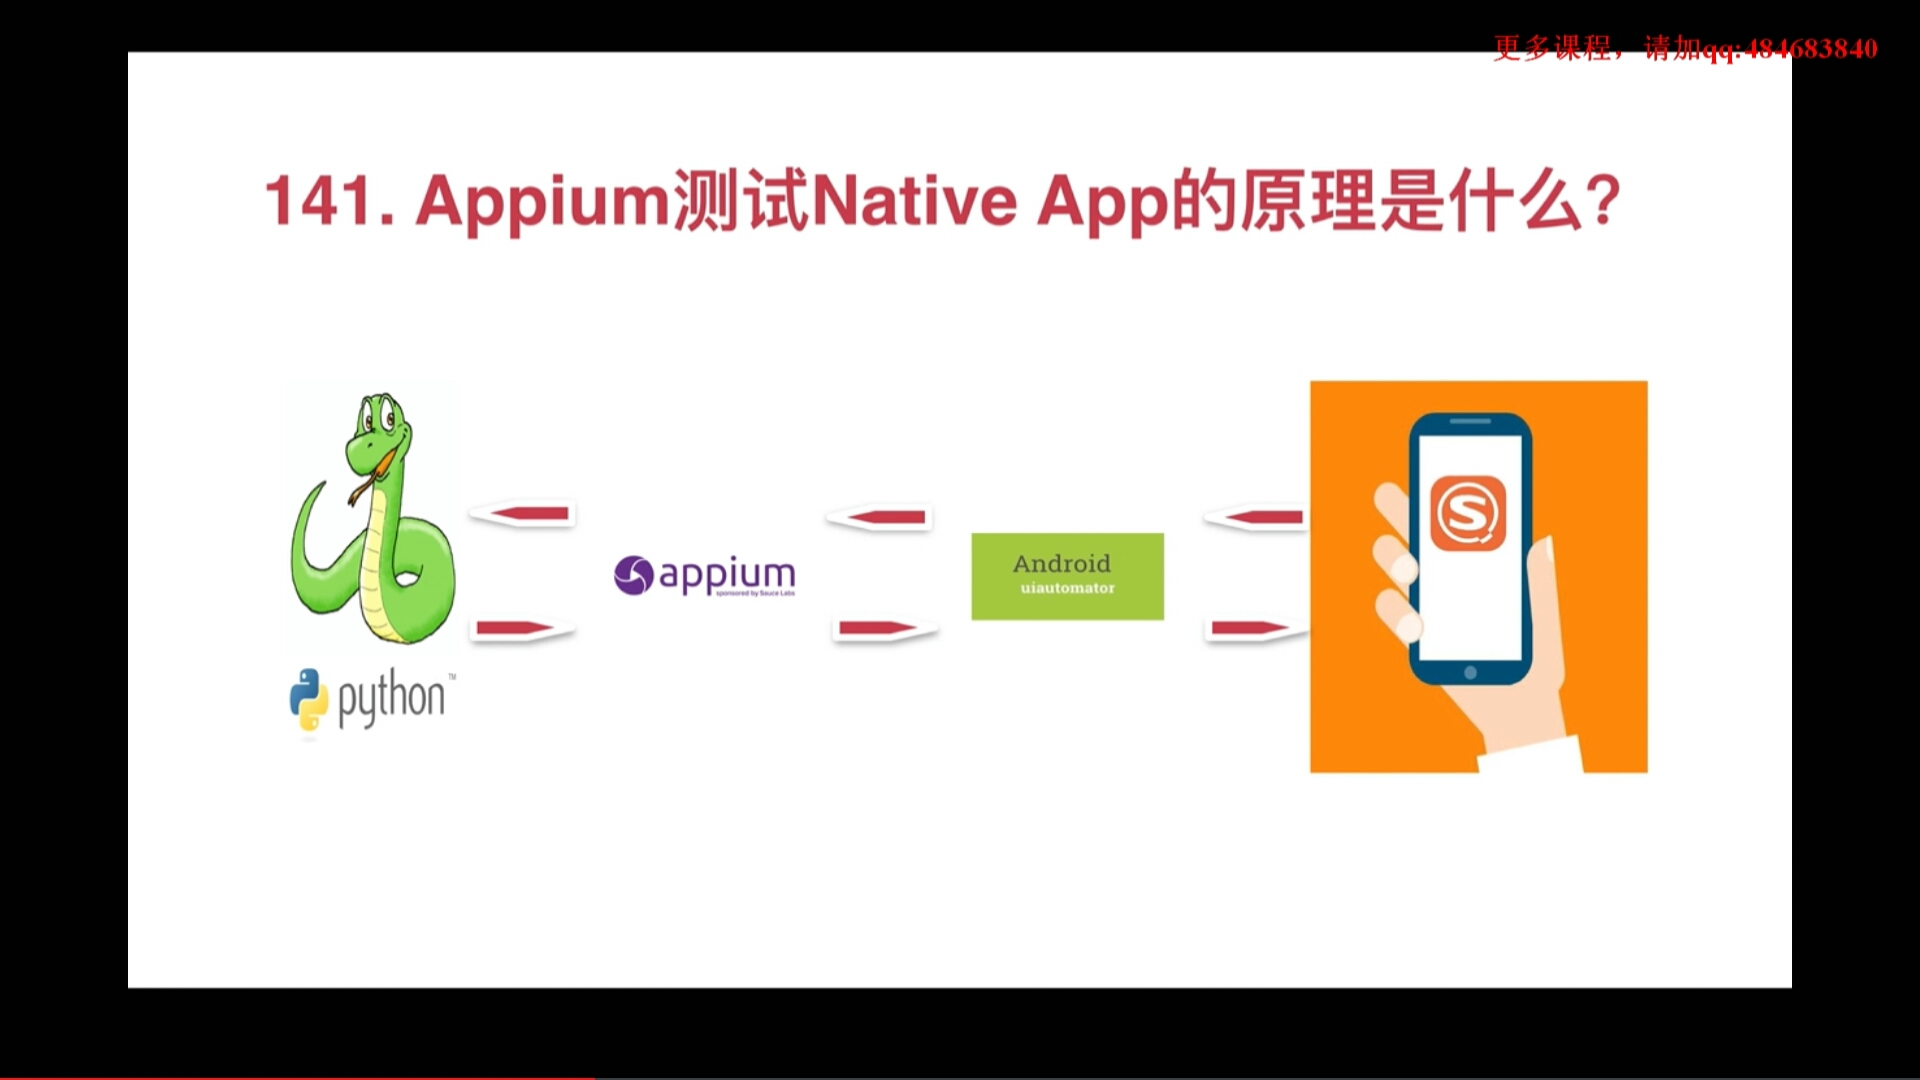 更多课程，请加qq:484683840
141. Appium测试Native App的原理是什么?
appium
sponsored by Sauce Labs
Android
uiautomator
S
python™